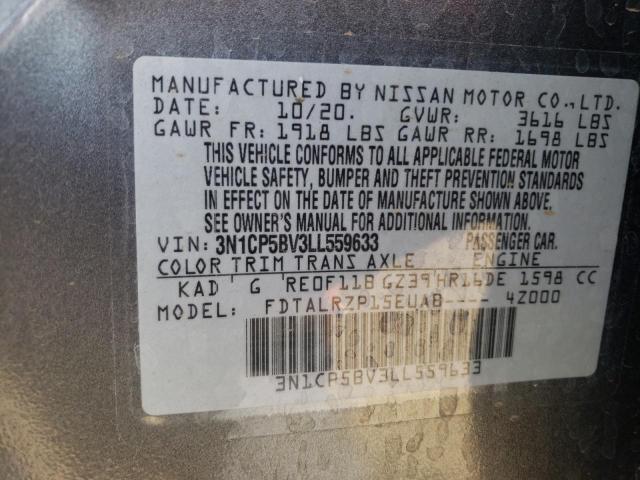 MANUFACTURED BY NISSAN MOTOR CO., LTD.
DATE: 10/20. GVWR: 3616 LBS
GAWR FR: 1918 LBS GAWR RR: 1698 LBS
THIS VEHICLE CONFORMS TO ALL APPLICABLE FEDERAL MOTOR
VEHICLE SAFETY, BUMPER AND THEFT PREVENTION STANDARDS
IN EFFECT ON THE DATE OF MANUFACTURE SHOWN ABOVE.
SEE OWNER'S MANUAL FOR ADDITIONAL INFORMATION.
VIN: 3N1CP5BV3LL559633 PASSENGER CAR.
COLOR TRIM TRANS AXLE ENGINE
KAD G RE0F11B GZ39 HR16DE 1598 CC
MODEL: FDTALRZP15EUAB---- 4Z000
3N1CP5BV3LL559633